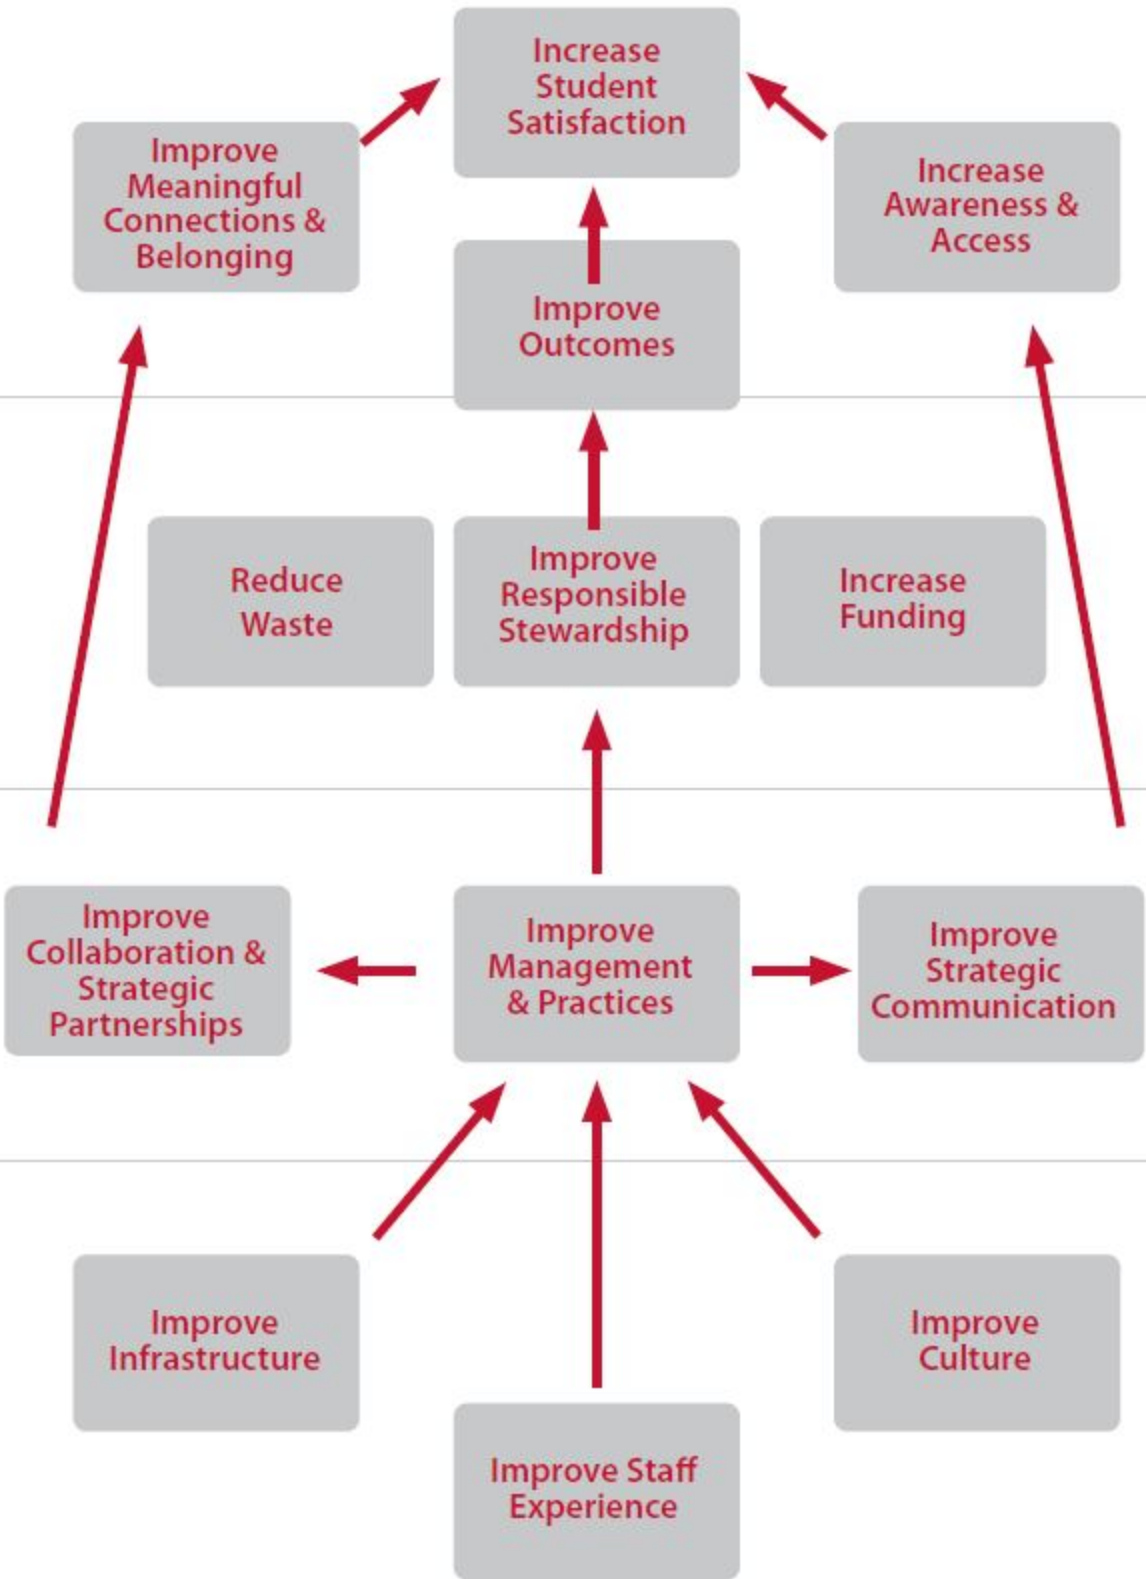 Increase
Student
Satisfaction
Improve
Meaningful
Connections &
Belonging
Increase
Awareness &
Access
Improve
Outcomes
Reduce
Waste
Improve
Responsible
Stewardship
Increase
Funding
Improve
Collaboration &
Strategic
Partnerships
Improve
Management
& Practices
Improve
Strategic
Communication
Improve
Infrastructure
Improve
Culture
Improve Staff
Experience